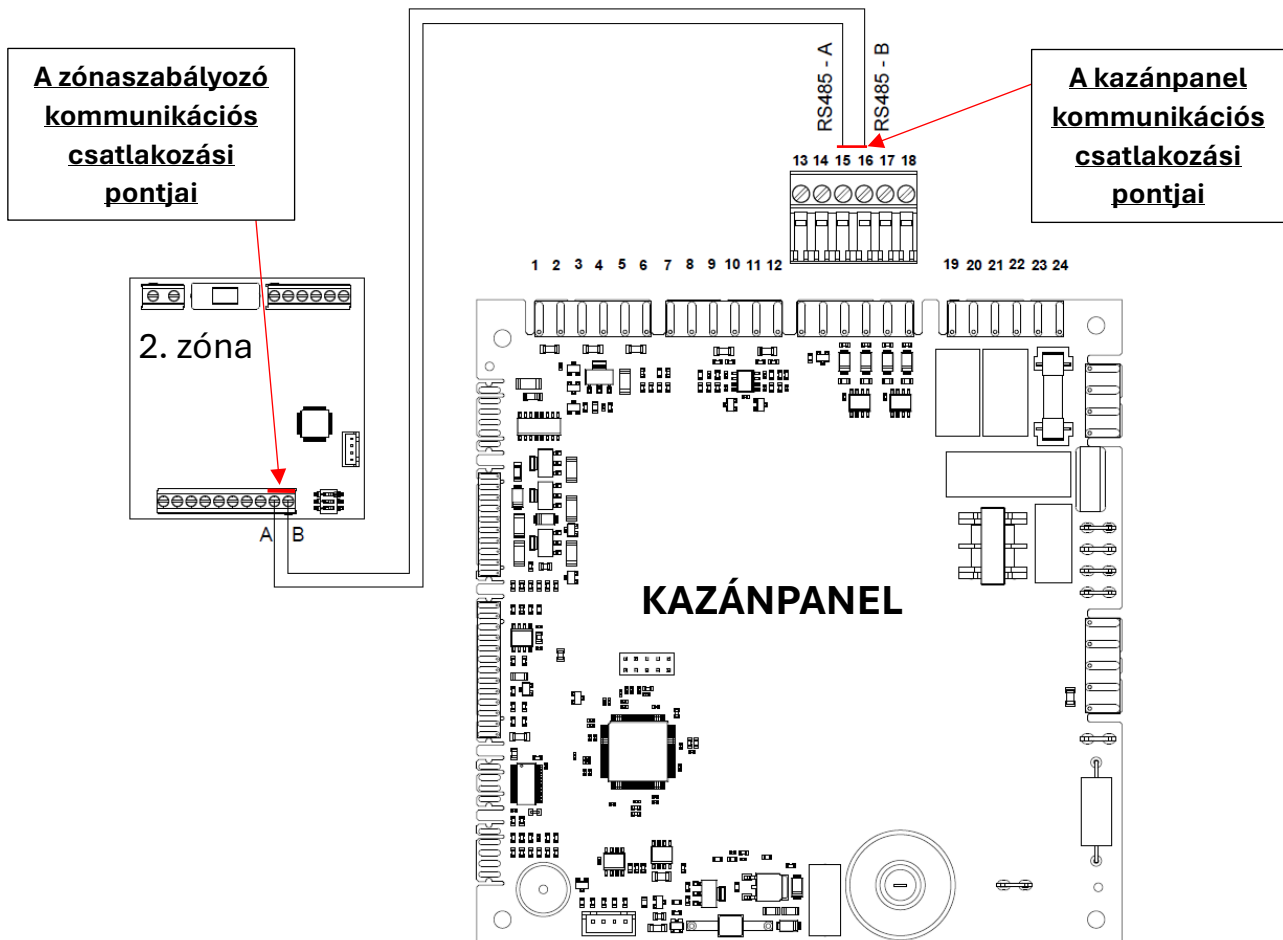 A zónaszabályozó
kommunikációs
csatlakozási
pontjai
RS485 - A
RS485 - B
A kazánpanel
kommunikációs
csatlakozási
pontjai
13 14 15 16 17 18
1 2 3 4 5 6 7 8 9 10 11 12
19 20 21 22 23 24
2. zóna
A B
KAZÁNPANEL